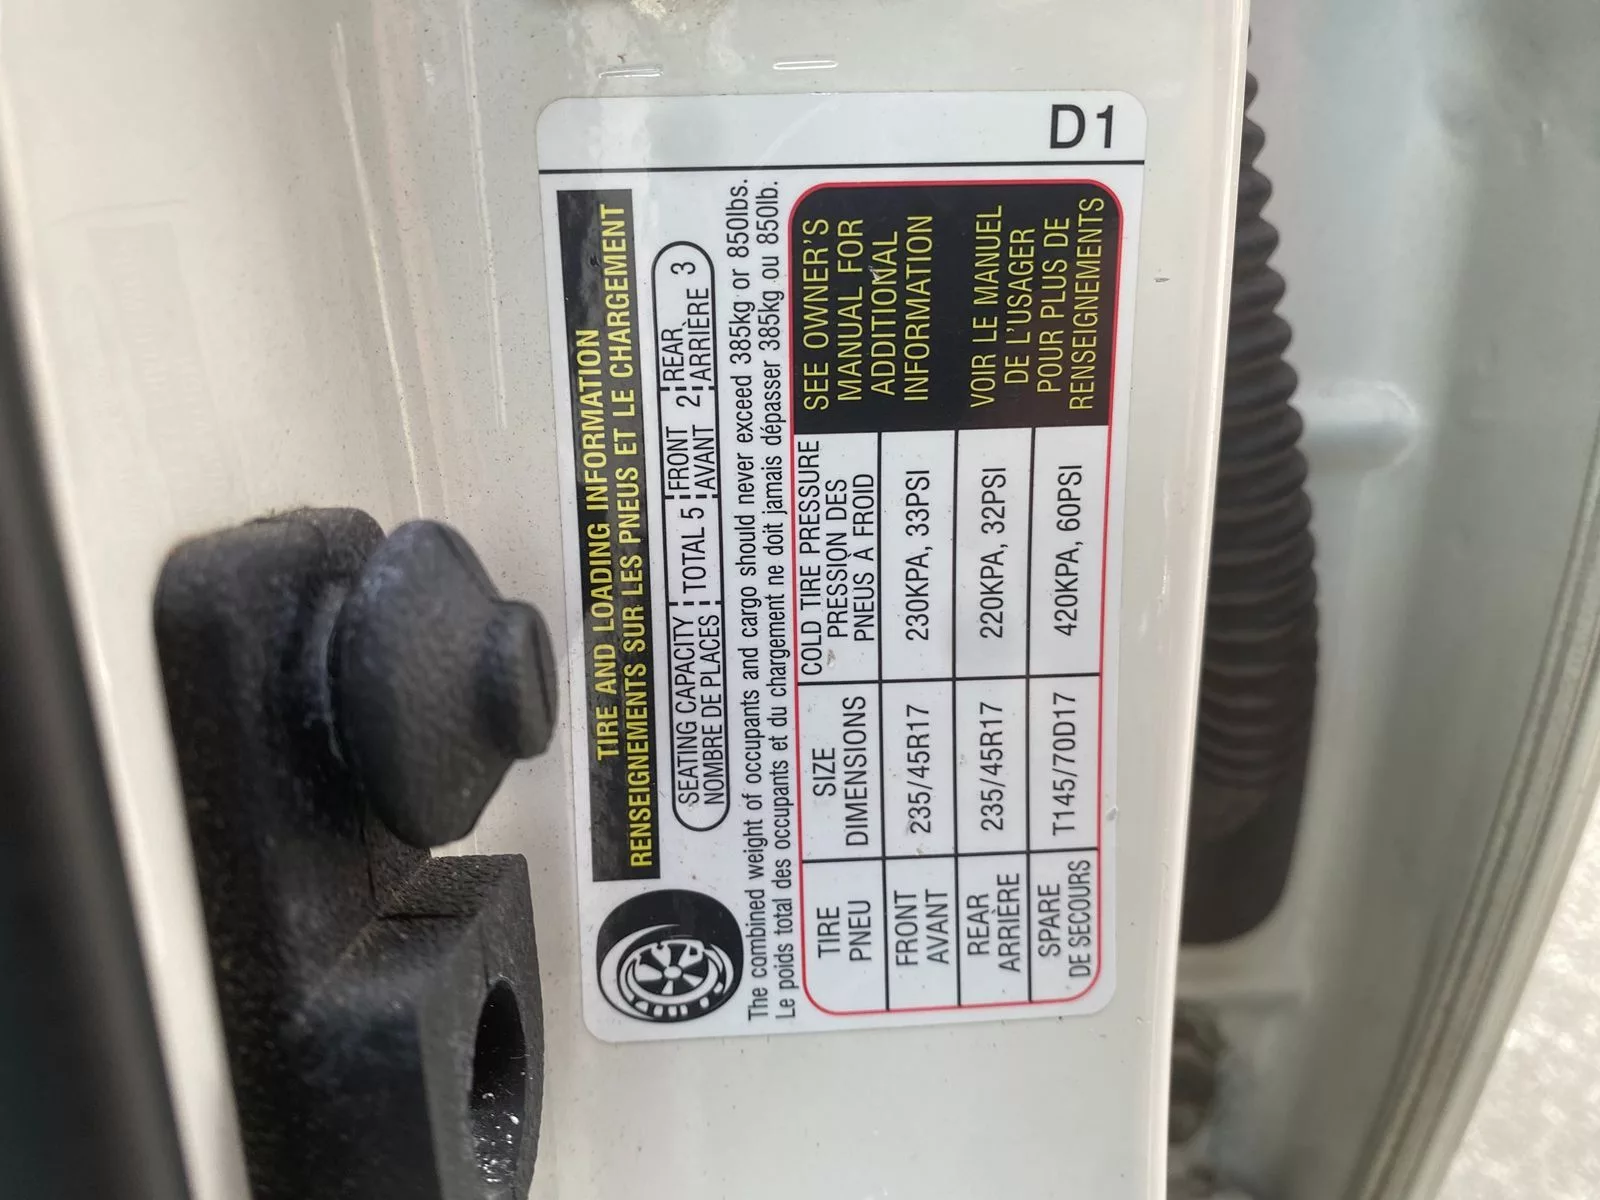 D1
TIRE AND LOADING INFORMATION
RENSEIGNEMENTS SUR LES PNEUS ET LE CHARGEMENT
SEATING CAPACITY TOTAL 5 FRONT 2 REAR 3
NOMBRE DE PLACES AVANT ARRIÈRE
The combined weight of occupants and cargo should never exceed 385kg or 850lbs.
Le poids total des occupants et du chargement ne doit jamais dépasser 385kg ou 850lb.
TIRE SIZE COLD TIRE PRESSURE
PNEU DIMENSIONS PRESSION DES
PNEUS À FROID
FRONT 235/45R17 230KPA, 33PSI
AVANT
REAR 235/45R17 220KPA, 32PSI
ARRIÈRE
SPARE T145/70D17 420KPA, 60PSI
DE SECOURS
SEE OWNER'S
MANUAL FOR
ADDITIONAL
INFORMATION
VOIR LE MANUEL
DE L'USAGER
POUR PLUS DE
RENSEIGNEMENTS